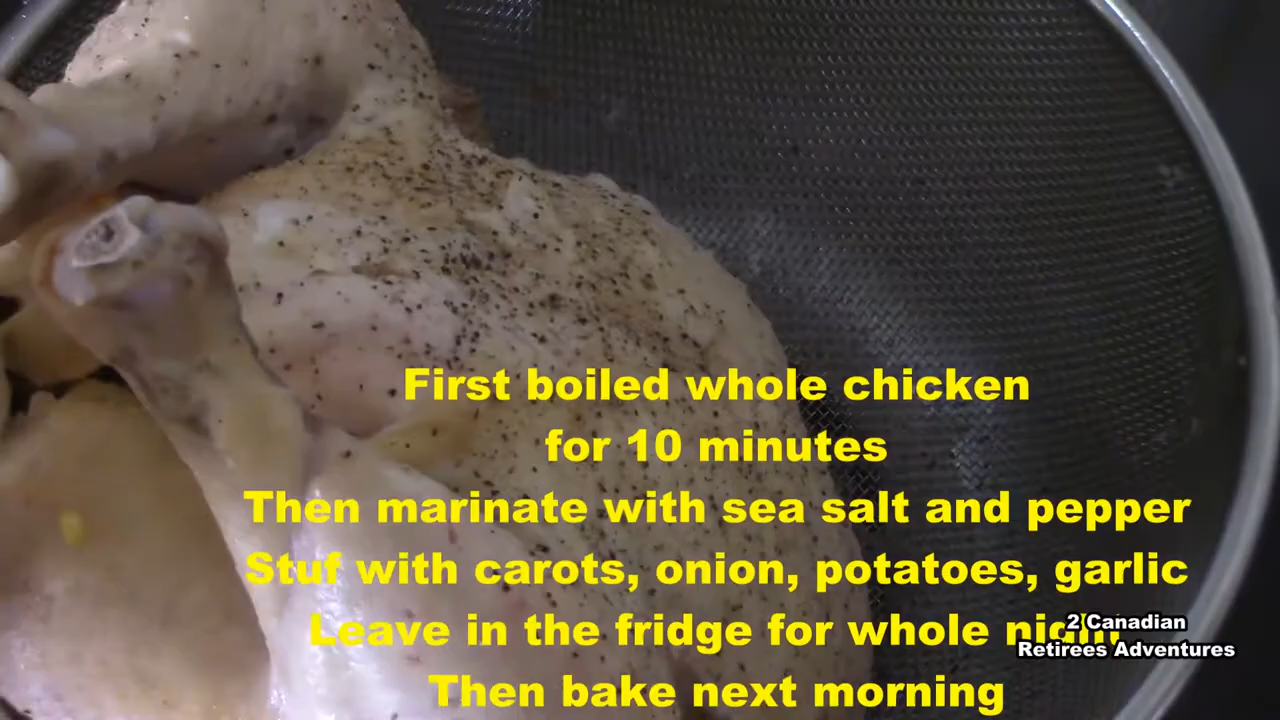 First boiled whole chicken
for 10 minutes
Then marinate with sea salt and pepper
Stuf with carots, onion, potatoes, garlic
Leave in the fridge for whole night
Then bake next morning
2 Canadian
Retirees Adventures